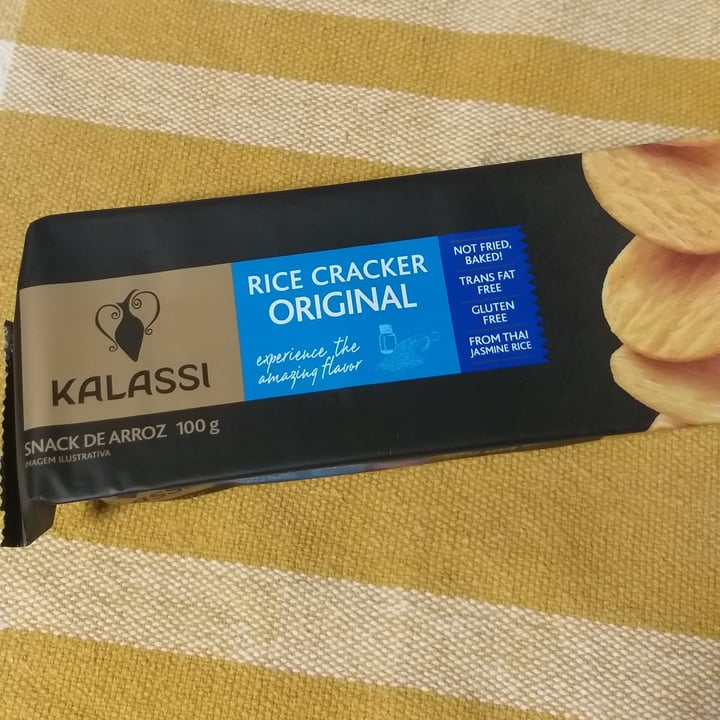 KALASSI
SNACK DE ARROZ 100 g
IMAGEM ILUSTRATIVA
RICE CRACKER
ORIGINAL
experience the
amazing flavor
NOT FRIED,
BAKED!
TRANS FAT
FREE
GLUTEN
FREE
FROM THAI
JASMINE RICE